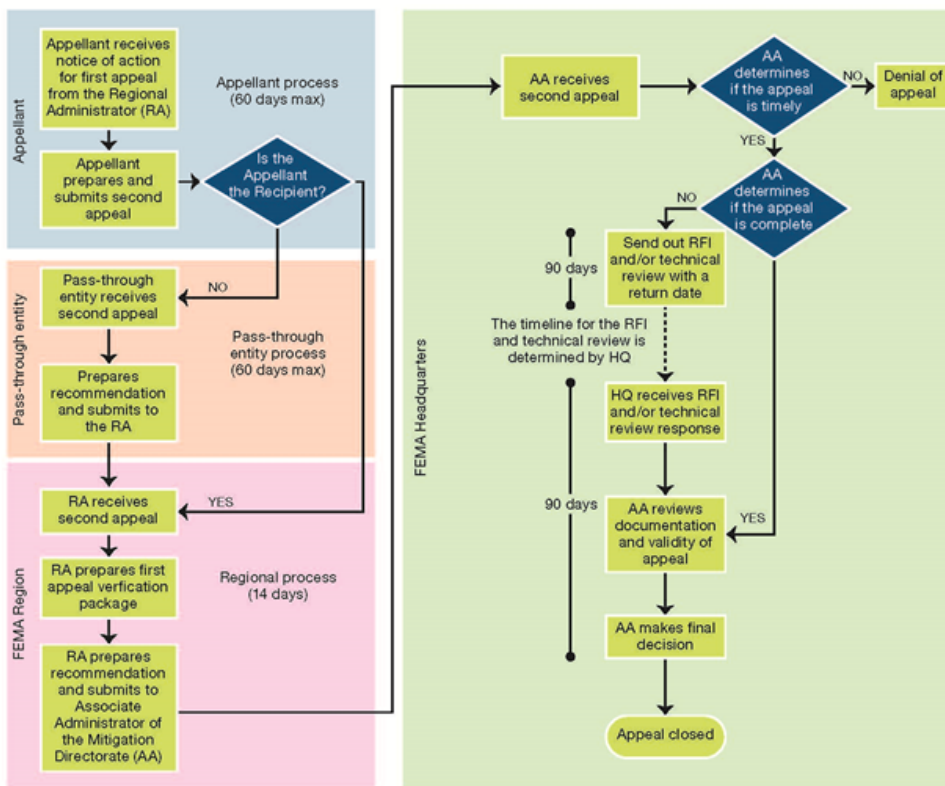 Appellant
Appellant receives
notice of action
for first appeal
from the Regional
Administrator (RA)
Appellant process
(60 days max)
Appellant
prepares and
submits second
appeal
Is the
Appellant
the Recipient?
NO
YES
Pass-through entity
Pass-through
entity receives
second appeal
Pass-through
entity process
(60 days max)
Prepares
recommendation
and submits to
the RA
FEMA Region
RA receives
second appeal
RA prepares first
appeal verfication
package
Regional process
(14 days)
RA prepares
recommendation
and submits to
Associate
Administrator of
the Mitigation
Directorate (AA)
FEMA Headquarters
AA receives
second appeal
AA
determines
if the appeal
is timely
NO
Denial of
appeal
YES
AA
determines
if the appeal
is complete
NO
Send out RFI
and/or technical
review with a
return date
90 days
The timeline for the RFI
and technical review is
determined by HQ
HQ receives RFI
and/or technical
review response
90 days
YES
AA reviews
documentation
and validity of
appeal
AA makes final
decision
Appeal closed